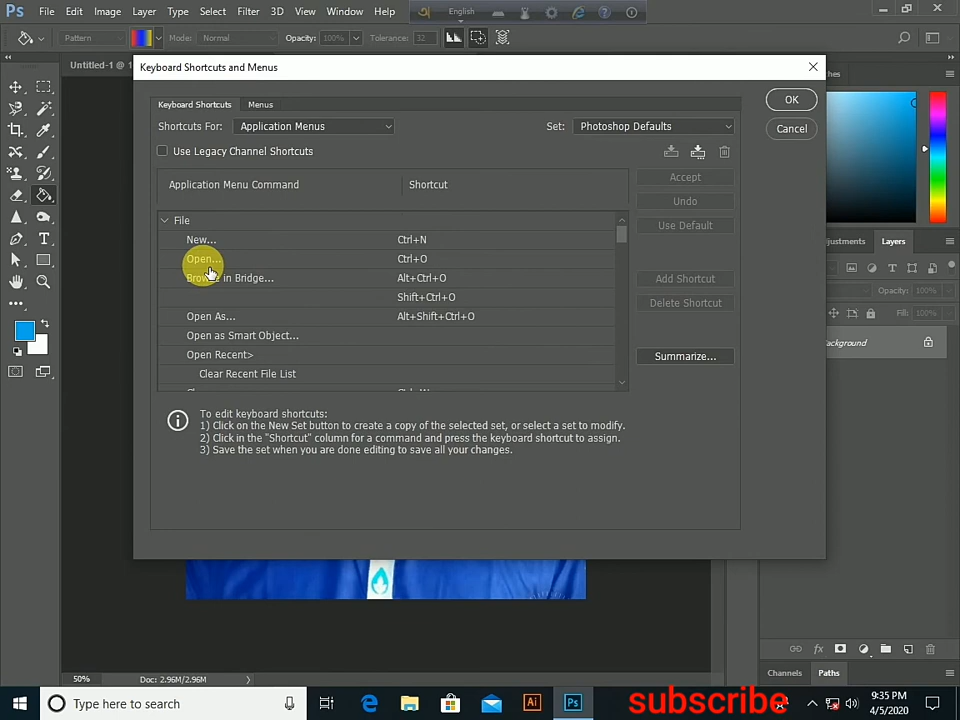 Ps File Edit Image Layer Type Select Filter 3D View Window Help English
Pattern Mode: Normal Opacity: 100% Tolerance: 32
Untitled-1 @ 1
Keyboard Shortcuts and Menus
Keyboard Shortcuts Menus
OK
Shortcuts For: Application Menus Set: Photoshop Defaults
Cancel
Use Legacy Channel Shortcuts
Application Menu Command Shortcut
Accept
Undo
Use Default
File
New... Ctrl+N
Open... Ctrl+O
Browse in Bridge... Alt+Ctrl+O
Shift+Ctrl+O
Open As... Alt+Shift+Ctrl+O
Open as Smart Object...
Open Recent>
Clear Recent File List
Add Shortcut
Delete Shortcut
Summarize...
To edit keyboard shortcuts:
1) Click on the New Set button to create a copy of the selected set, or select a set to modify.
2) Click in the "Shortcut" column for a command and press the keyboard shortcut to assign.
3) Save the set when you are done editing to save all your changes.
ches
djustments Layers
Opacity: 100%
Fill: 100%
ackground
50% Doc: 2.96M/2.96M
Channels Paths
Type here to search
Ai Ps
subscribe
9:35 PM
4/5/2020